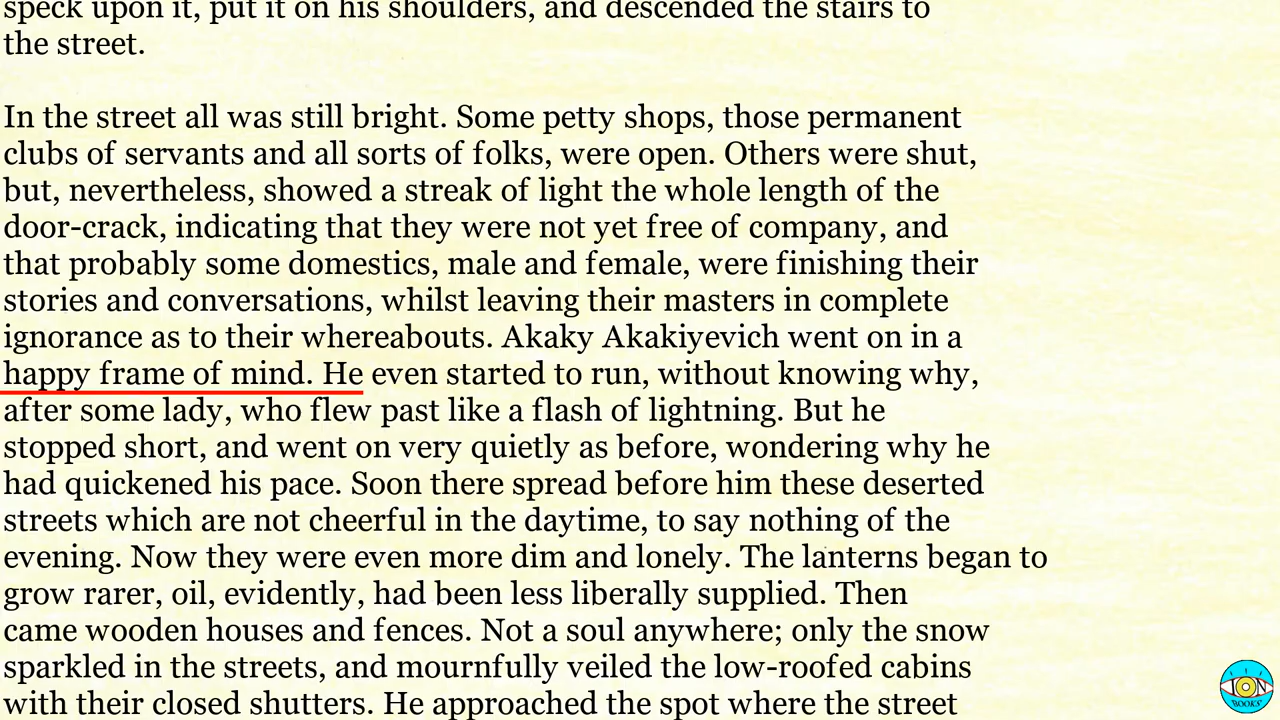 speck upon it, put it on his shoulders, and descended the stairs to
the street.
In the street all was still bright. Some petty shops, those permanent
clubs of servants and all sorts of folks, were open. Others were shut,
but, nevertheless, showed a streak of light the whole length of the
door-crack, indicating that they were not yet free of company, and
that probably some domestics, male and female, were finishing their
stories and conversations, whilst leaving their masters in complete
ignorance as to their whereabouts. Akaky Akakiyevich went on in a
happy frame of mind. He even started to run, without knowing why,
after some lady, who flew past like a flash of lightning. But he
stopped short, and went on very quietly as before, wondering why he
had quickened his pace. Soon there spread before him these deserted
streets which are not cheerful in the daytime, to say nothing of the
evening. Now they were even more dim and lonely. The lanterns began to
grow rarer, oil, evidently, had been less liberally supplied. Then
came wooden houses and fences. Not a soul anywhere; only the snow
sparkled in the streets, and mournfully veiled the low-roofed cabins
with their closed shutters. He approached the spot where the street
ION
BOOKS